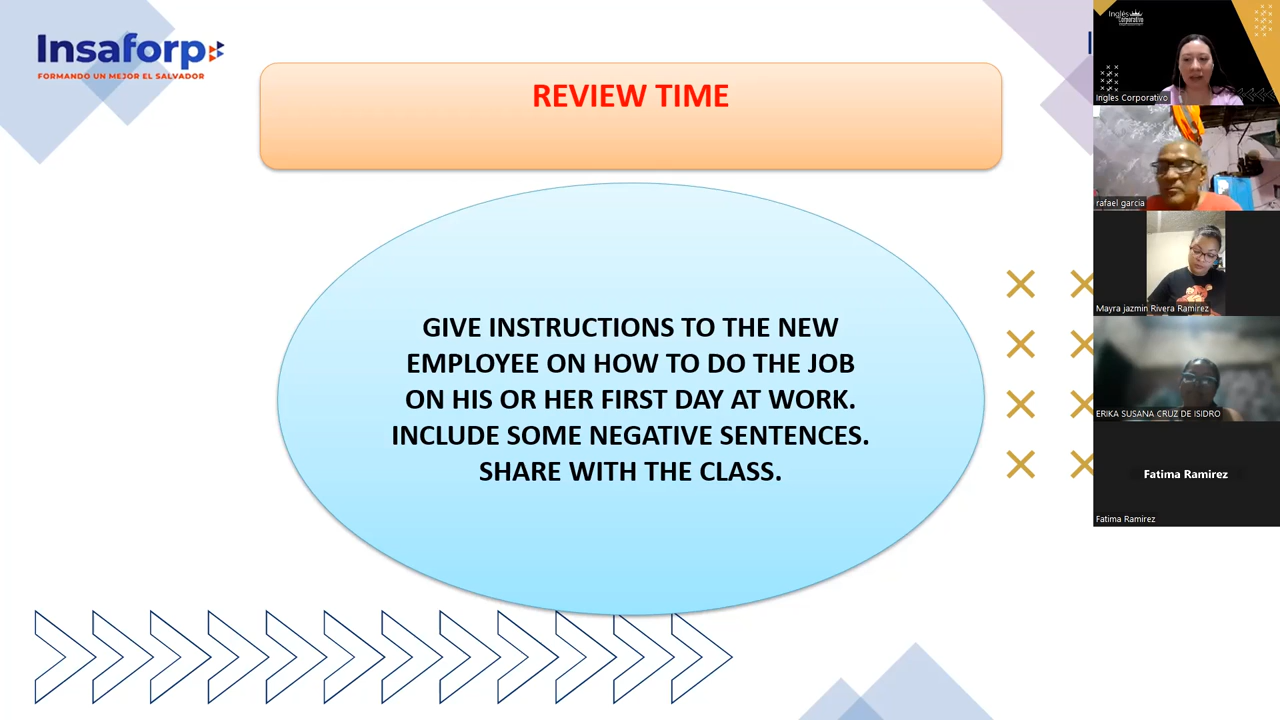 Insaforp
FORMANDO UN MEJOR EL SALVADOR
REVIEW TIME
GIVE INSTRUCTIONS TO THE NEW
EMPLOYEE ON HOW TO DO THE JOB
ON HIS OR HER FIRST DAY AT WORK.
INCLUDE SOME NEGATIVE SENTENCES.
SHARE WITH THE CLASS.
Inglés
Corporativo
Ingles Corporativo
rafael garcia
Mayra jazmin Rivera Ramirez
ERIKA SUSANA CRUZ DE ISIDRO
Fatima Ramirez
Fatima Ramirez